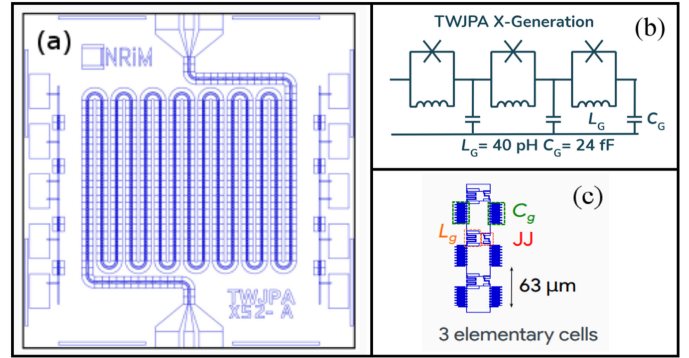 (a)
INRiM
TWJPA
X52- A
(b)
TWJPA X-Generation
L_G
C_G
L_G= 40 pH C_G= 24 fF
(c)
C_g
L_g
JJ
63 μm
3 elementary cells